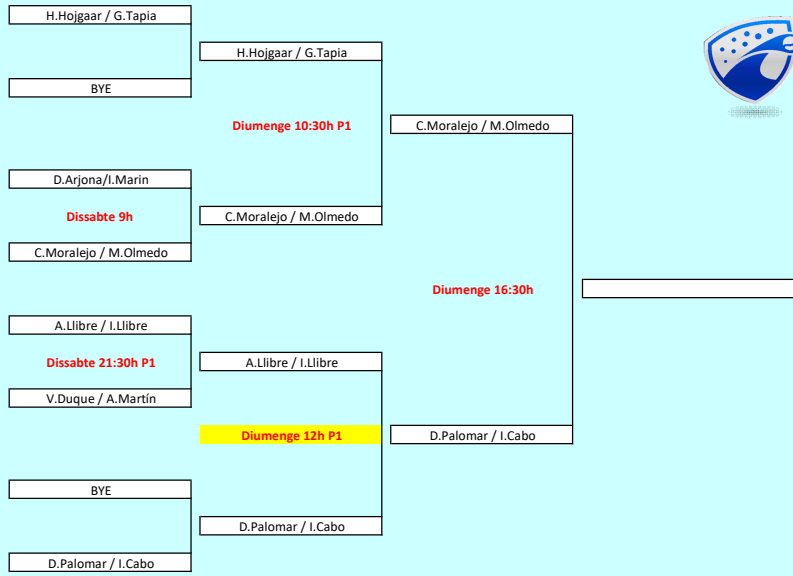 H.Hojgaar / G.Tapia
H.Hojgaar / G.Tapia
BYE
Diumenge 10:30h P1
C.Moralejo / M.Olmedo
D.Arjona/I.Marin
Dissabte 9h
C.Moralejo / M.Olmedo
C.Moralejo / M.Olmedo
Diumenge 16:30h
A.Llibre / I.Llibre
Dissabte 21:30h P1
A.Llibre / I.Llibre
V.Duque / A.Martín
Diumenge 12h P1
D.Palomar / I.Cabo
BYE
D.Palomar / I.Cabo
D.Palomar / I.Cabo